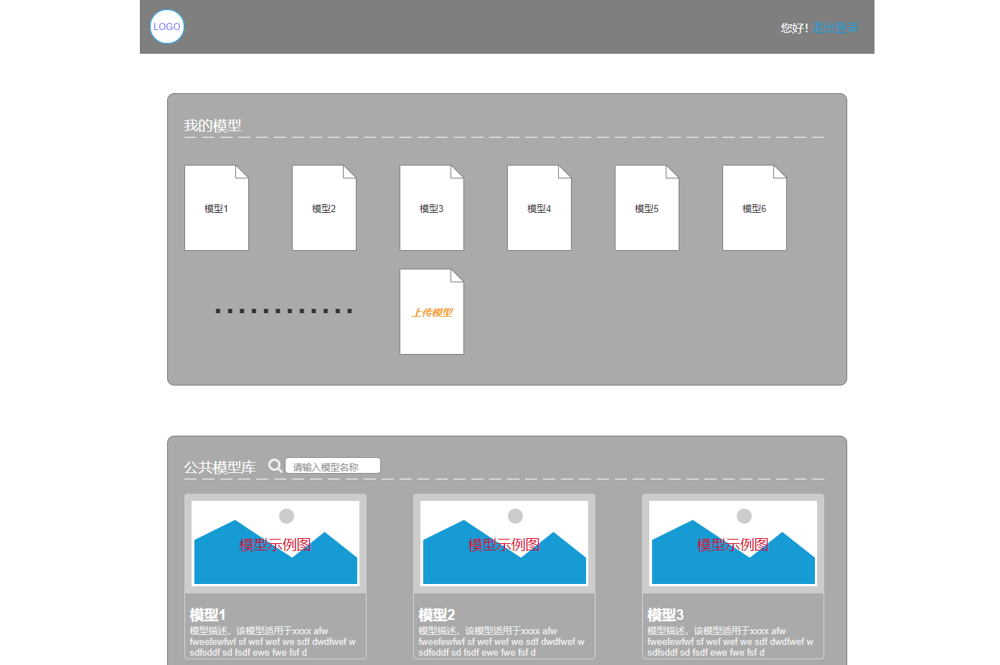 LOGO
您好！退出登录
我的模型
模型1
模型2
模型3
模型4
模型5
模型6
上传模型
公共模型库
请输入模型名称
模型示例图
模型示例图
模型示例图
模型1
模型描述，该模型适用于xxxx afw
fweefewfwf sf wef wef we sdf dwdfwef w
sdfsddf sd fsdf ewe fwe fsf d
模型2
模型描述，该模型适用于xxxx afw
fweefewfwf sf wef wef we sdf dwdfwef w
sdfsddf sd fsdf ewe fwe fsf d
模型3
模型描述，该模型适用于xxxx afw
fweefewfwf sf wef wef we sdf dwdfwef w
sdfsddf sd fsdf ewe fwe fsf d